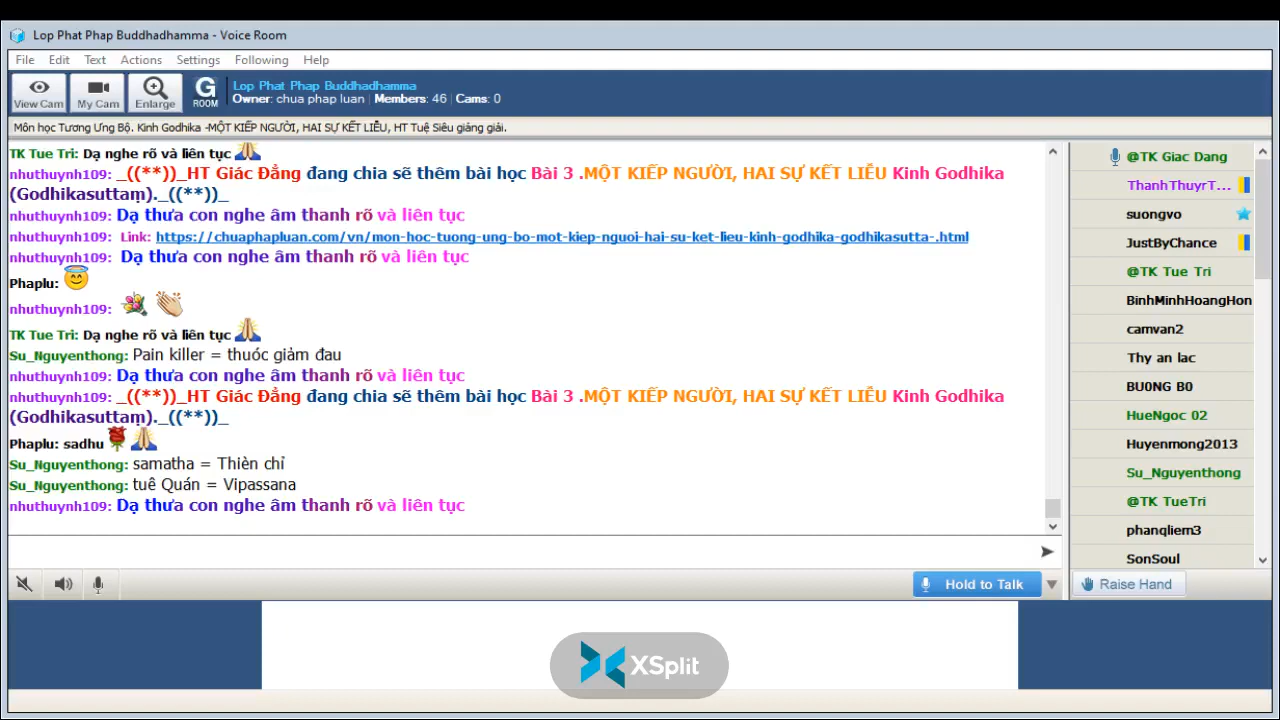 Lop Phat Phap Buddhadhamma - Voice Room
File Edit Text Actions Settings Following Help
View Cam My Cam Enlarge G ROOM
Lop Phat Phap Buddhadhamma
Owner: chua phap luan | Members: 46 | Cams: 0
Môn học Tương Ưng Bộ. Kinh Godhika -MỘT KIẾP NGƯỜI, HAI SỰ KẾT LIỄU, HT Tuệ Siêu giảng giải.
TK Tue Tri: Dạ nghe rõ và liên tục
nhuthuynh109: _((**))_HT Giác Đẳng đang chia sẽ thêm bài học Bài 3 .MỘT KIẾP NGƯỜI, HAI SỰ KẾT LIỄU Kinh Godhika
(Godhikasuttaṃ)._((**))_
nhuthuynh109: Dạ thưa con nghe âm thanh rõ và liên tục
nhuthuynh109: Link: https://chuaphapluan.com/vn/mon-hoc-tuong-ung-bo-mot-kiep-nguoi-hai-su-ket-lieu-kinh-godhika-godhikasutta-.html
nhuthuynh109: Dạ thưa con nghe âm thanh rõ và liên tục
Phaplu:
nhuthuynh109:
TK Tue Tri: Dạ nghe rõ và liên tục
Su_Nguyenthong: Pain killer = thuóc giảm đau
nhuthuynh109: Dạ thưa con nghe âm thanh rõ và liên tục
nhuthuynh109: _((**))_HT Giác Đẳng đang chia sẽ thêm bài học Bài 3 .MỘT KIẾP NGƯỜI, HAI SỰ KẾT LIỄU Kinh Godhika
(Godhikasuttaṃ)._((**))_
Phaplu: sadhu
Su_Nguyenthong: samatha = Thièn chỉ
Su_Nguyenthong: tuê Quán = Vipassana
nhuthuynh109: Dạ thưa con nghe âm thanh rõ và liên tục
@TK Giac Dang
ThanhThuyrT...
suongvo
JustByChance
@TK Tue Tri
BinhMinhHoangHon
camvan2
Thy an lac
BU0NG B0
HueNgoc 02
Huyenmong2013
Su_Nguyenthong
@TK TueTri
phanqliem3
SonSoul
Hold to Talk
Raise Hand
XSplit